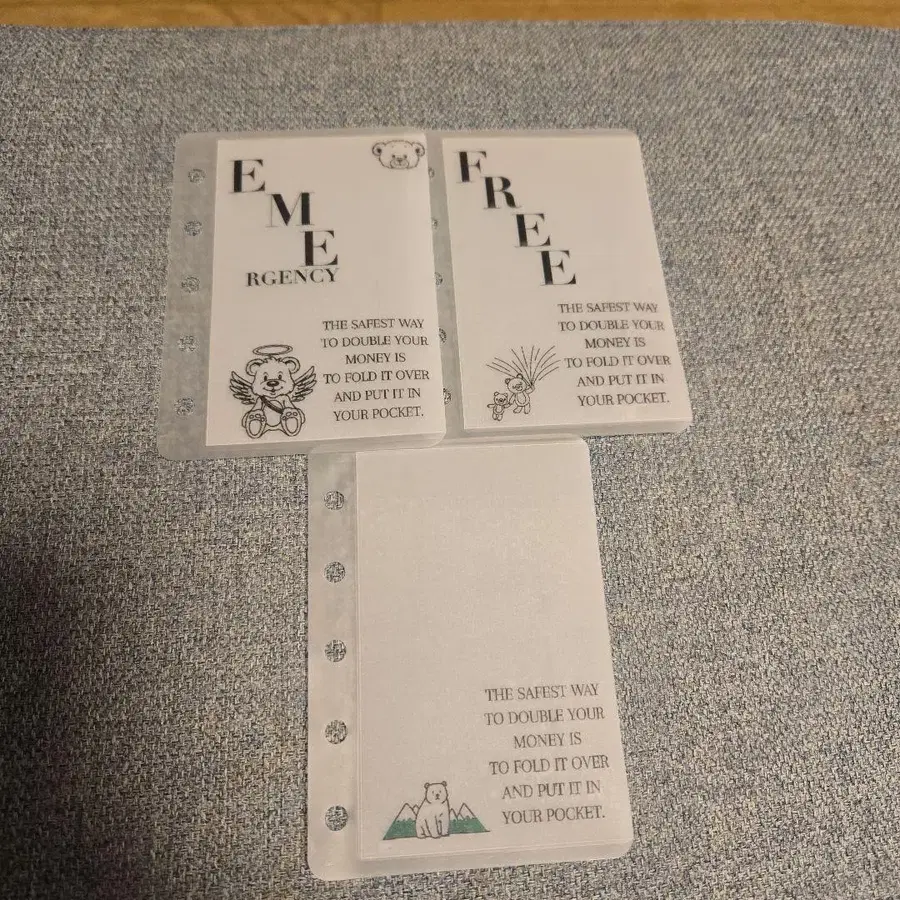 E
M
E
RGENCY
THE SAFEST WAY
TO DOUBLE YOUR
MONEY IS
TO FOLD IT OVER
AND PUT IT IN
YOUR POCKET.
F
R
E
E
THE SAFEST WAY
TO DOUBLE YOUR
MONEY IS
TO FOLD IT OVER
AND PUT IT IN
YOUR POCKET.
THE SAFEST WAY
TO DOUBLE YOUR
MONEY IS
TO FOLD IT OVER
AND PUT IT IN
YOUR POCKET.